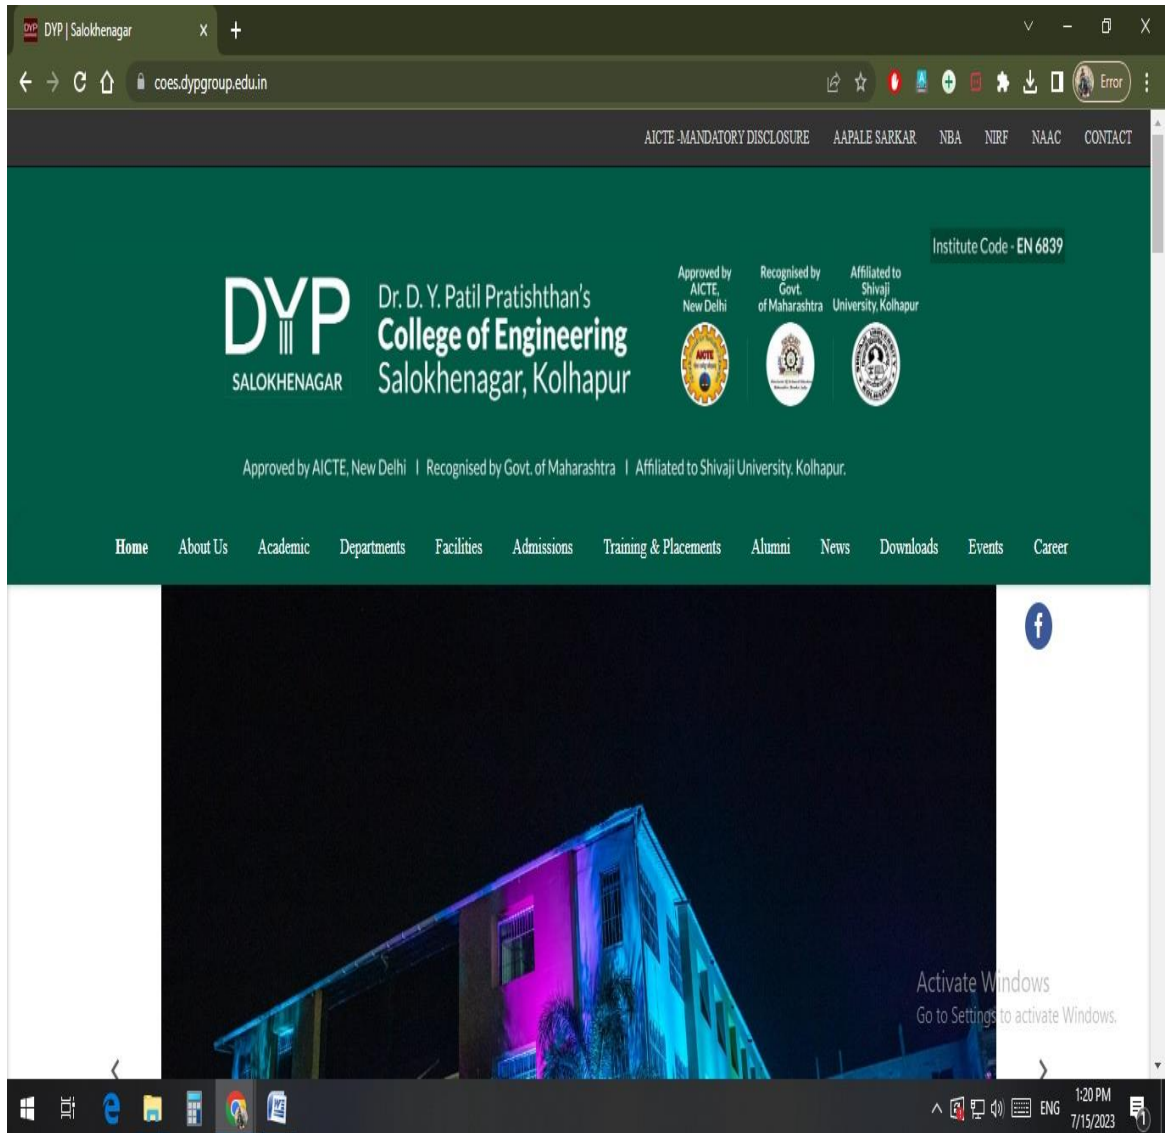 DYP | Salokhenagar
coes.dypgroup.edu.in
Error
AICTE -MANDATORY DISCLOSURE AAPALE SARKAR NBA NIRF NAAC CONTACT
Institute Code - EN 6839
DYP
SALOKHENAGAR
Dr. D. Y. Patil Pratishthan's
College of Engineering
Salokhenagar, Kolhapur
Approved by
AICTE,
New Delhi
Recognised by
Govt.
of Maharashtra
Affiliated to
Shivaji
University, Kolhapur
AICTE
Approved by AICTE, New Delhi I Recognised by Govt. of Maharashtra I Affiliated to Shivaji University. Kolhapur.
Home About Us Academic Departments Facilities Admissions Training & Placements Alumni News Downloads Events Career
Activate Windows
Go to Settings to activate Windows.
ENG
1:20 PM
7/15/2023
1